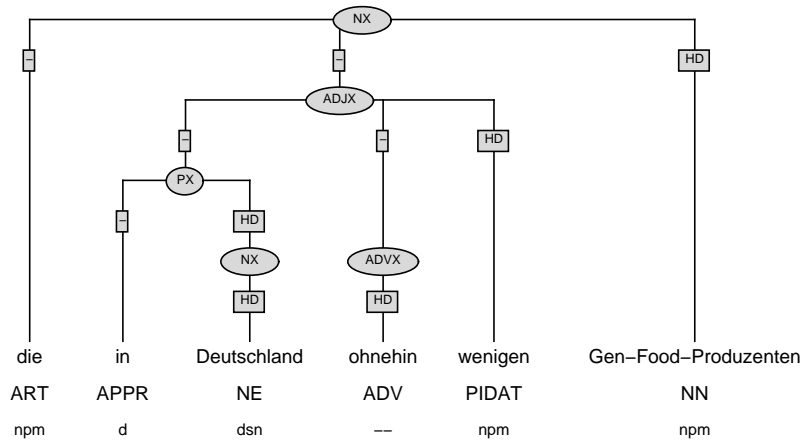 NX
– – HD
ADJX
– – HD
PX
– HD
NX ADVX
HD HD
die in Deutschland ohnehin wenigen Gen−Food−Produzenten
ART APPR NE ADV PIDAT NN
npm d dsn −− npm npm